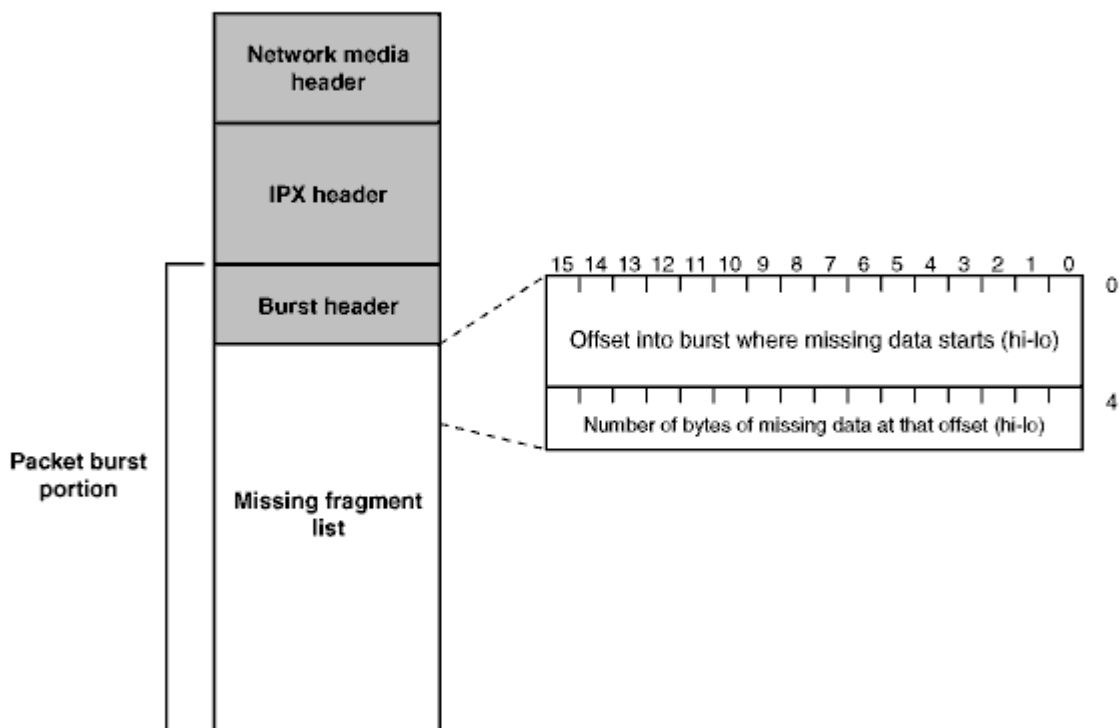 Network media
header
IPX header
Burst header
Packet burst
portion
Missing fragment
list
15 14 13 12 11 10 9 8 7 6 5 4 3 2 1 0
0
Offset into burst where missing data starts (hi-lo)
4
Number of bytes of missing data at that offset (hi-lo)